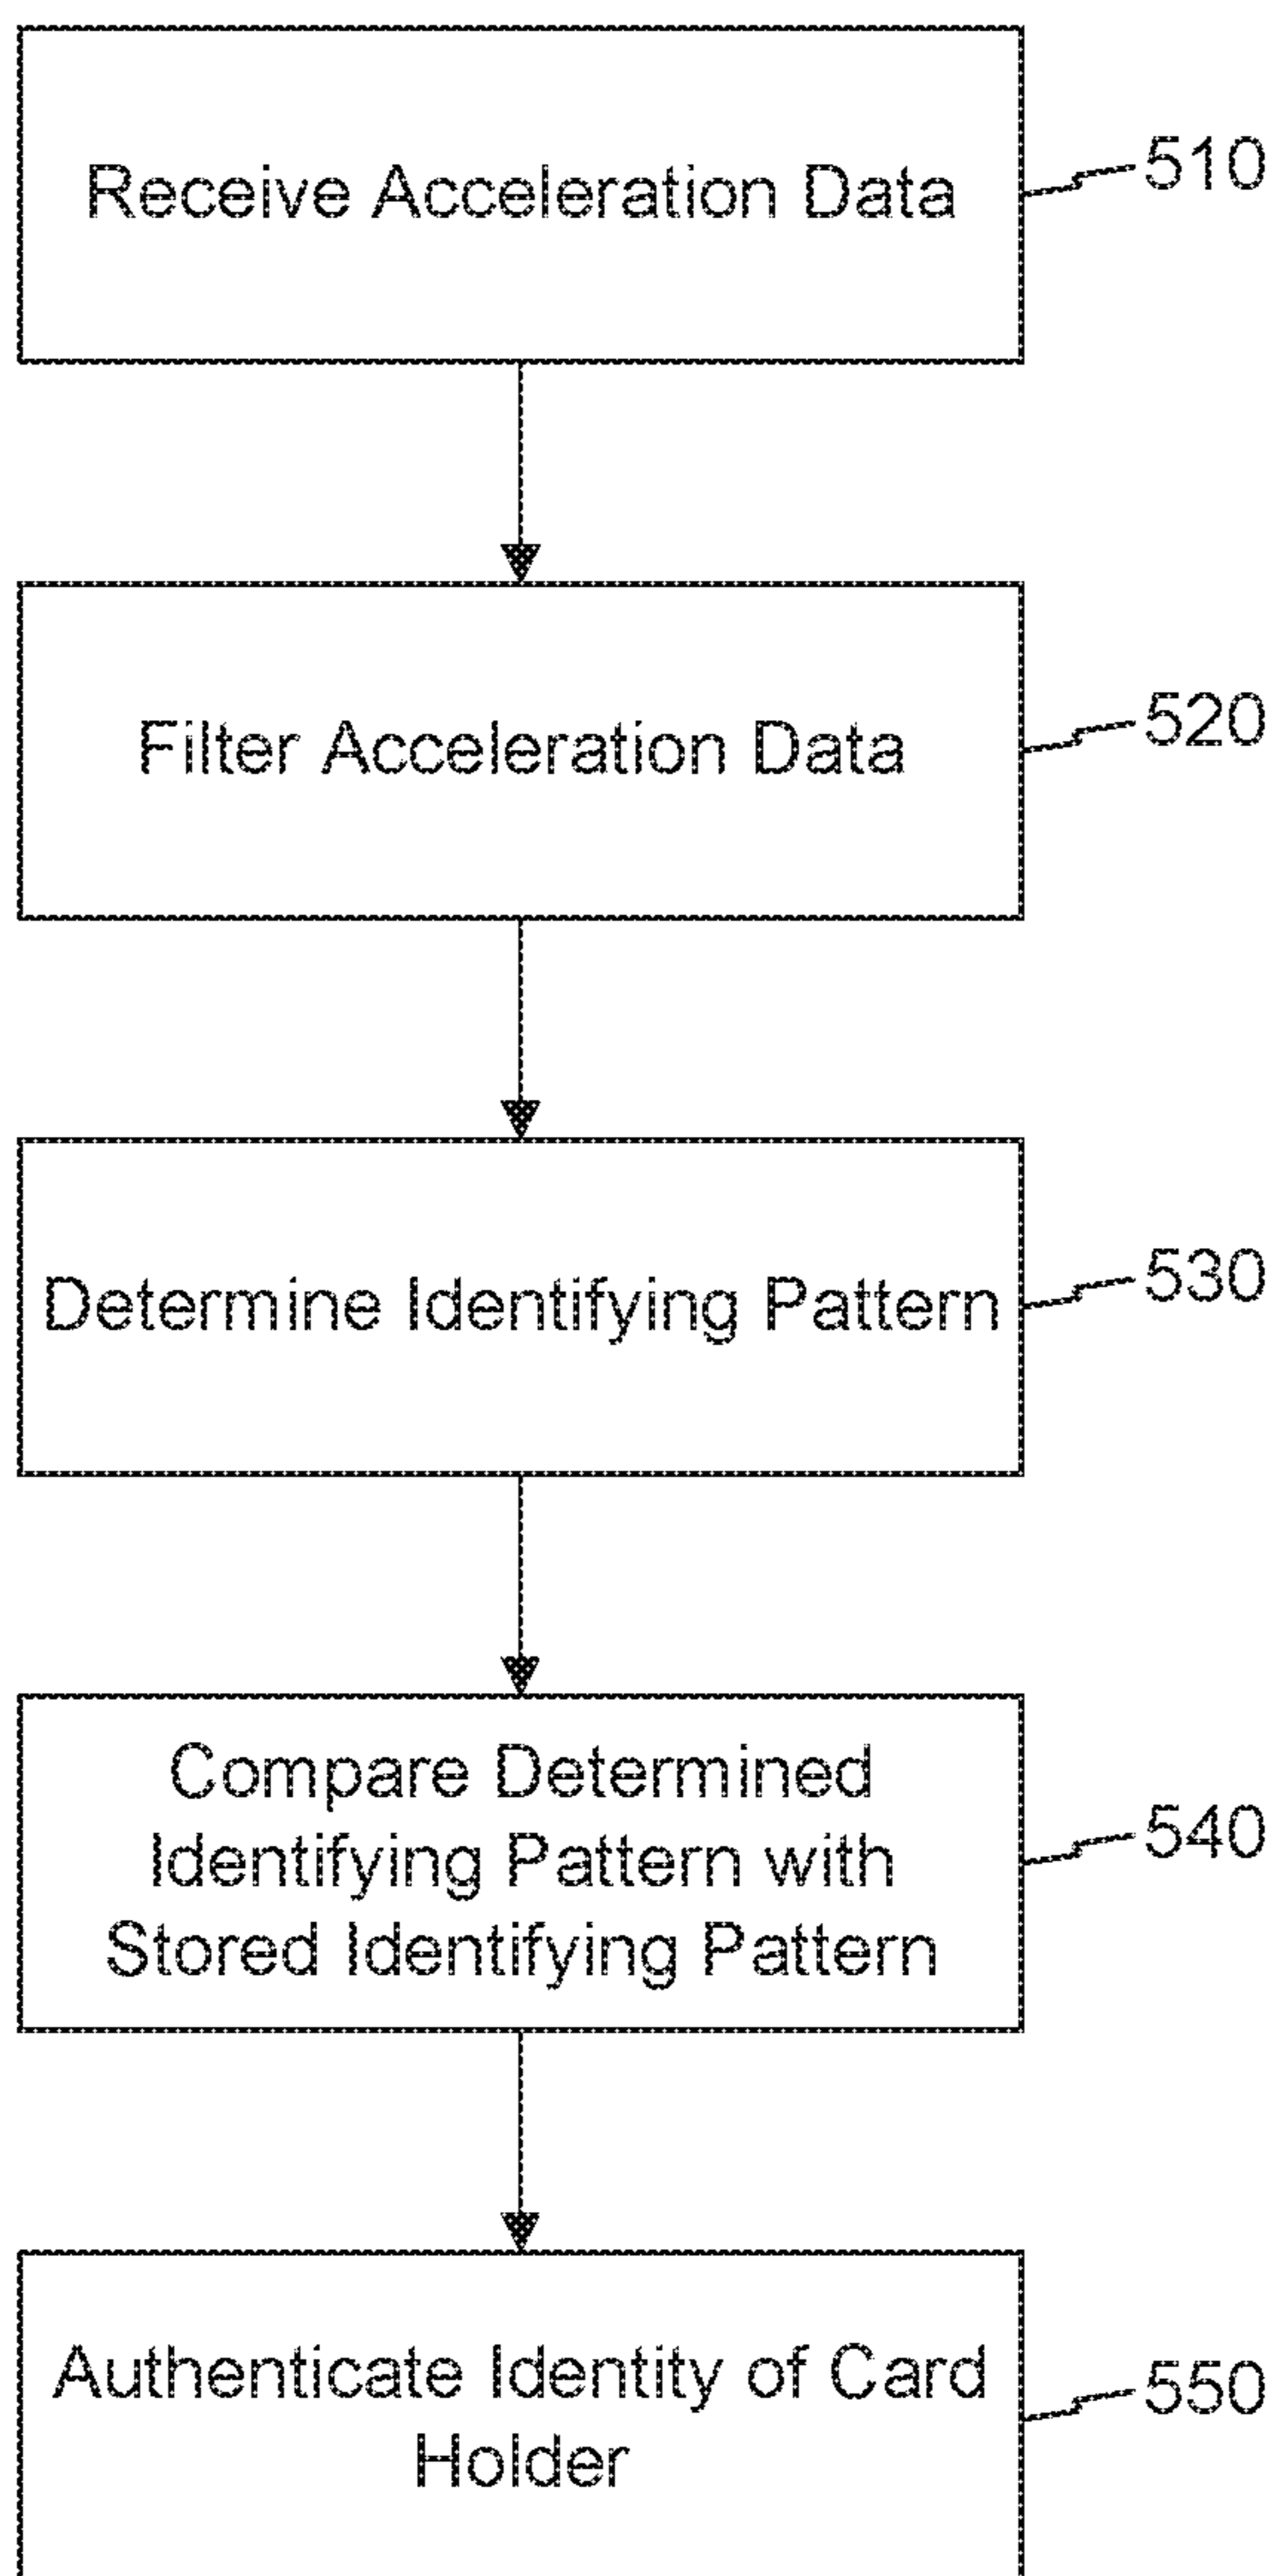 Receive Acceleration Data
510
Filter Acceleration Data
520
Determine Identifying Pattern
530
Compare Determined
Identifying Pattern with
Stored Identifying Pattern
540
Authenticate Identity of Card
Holder
550